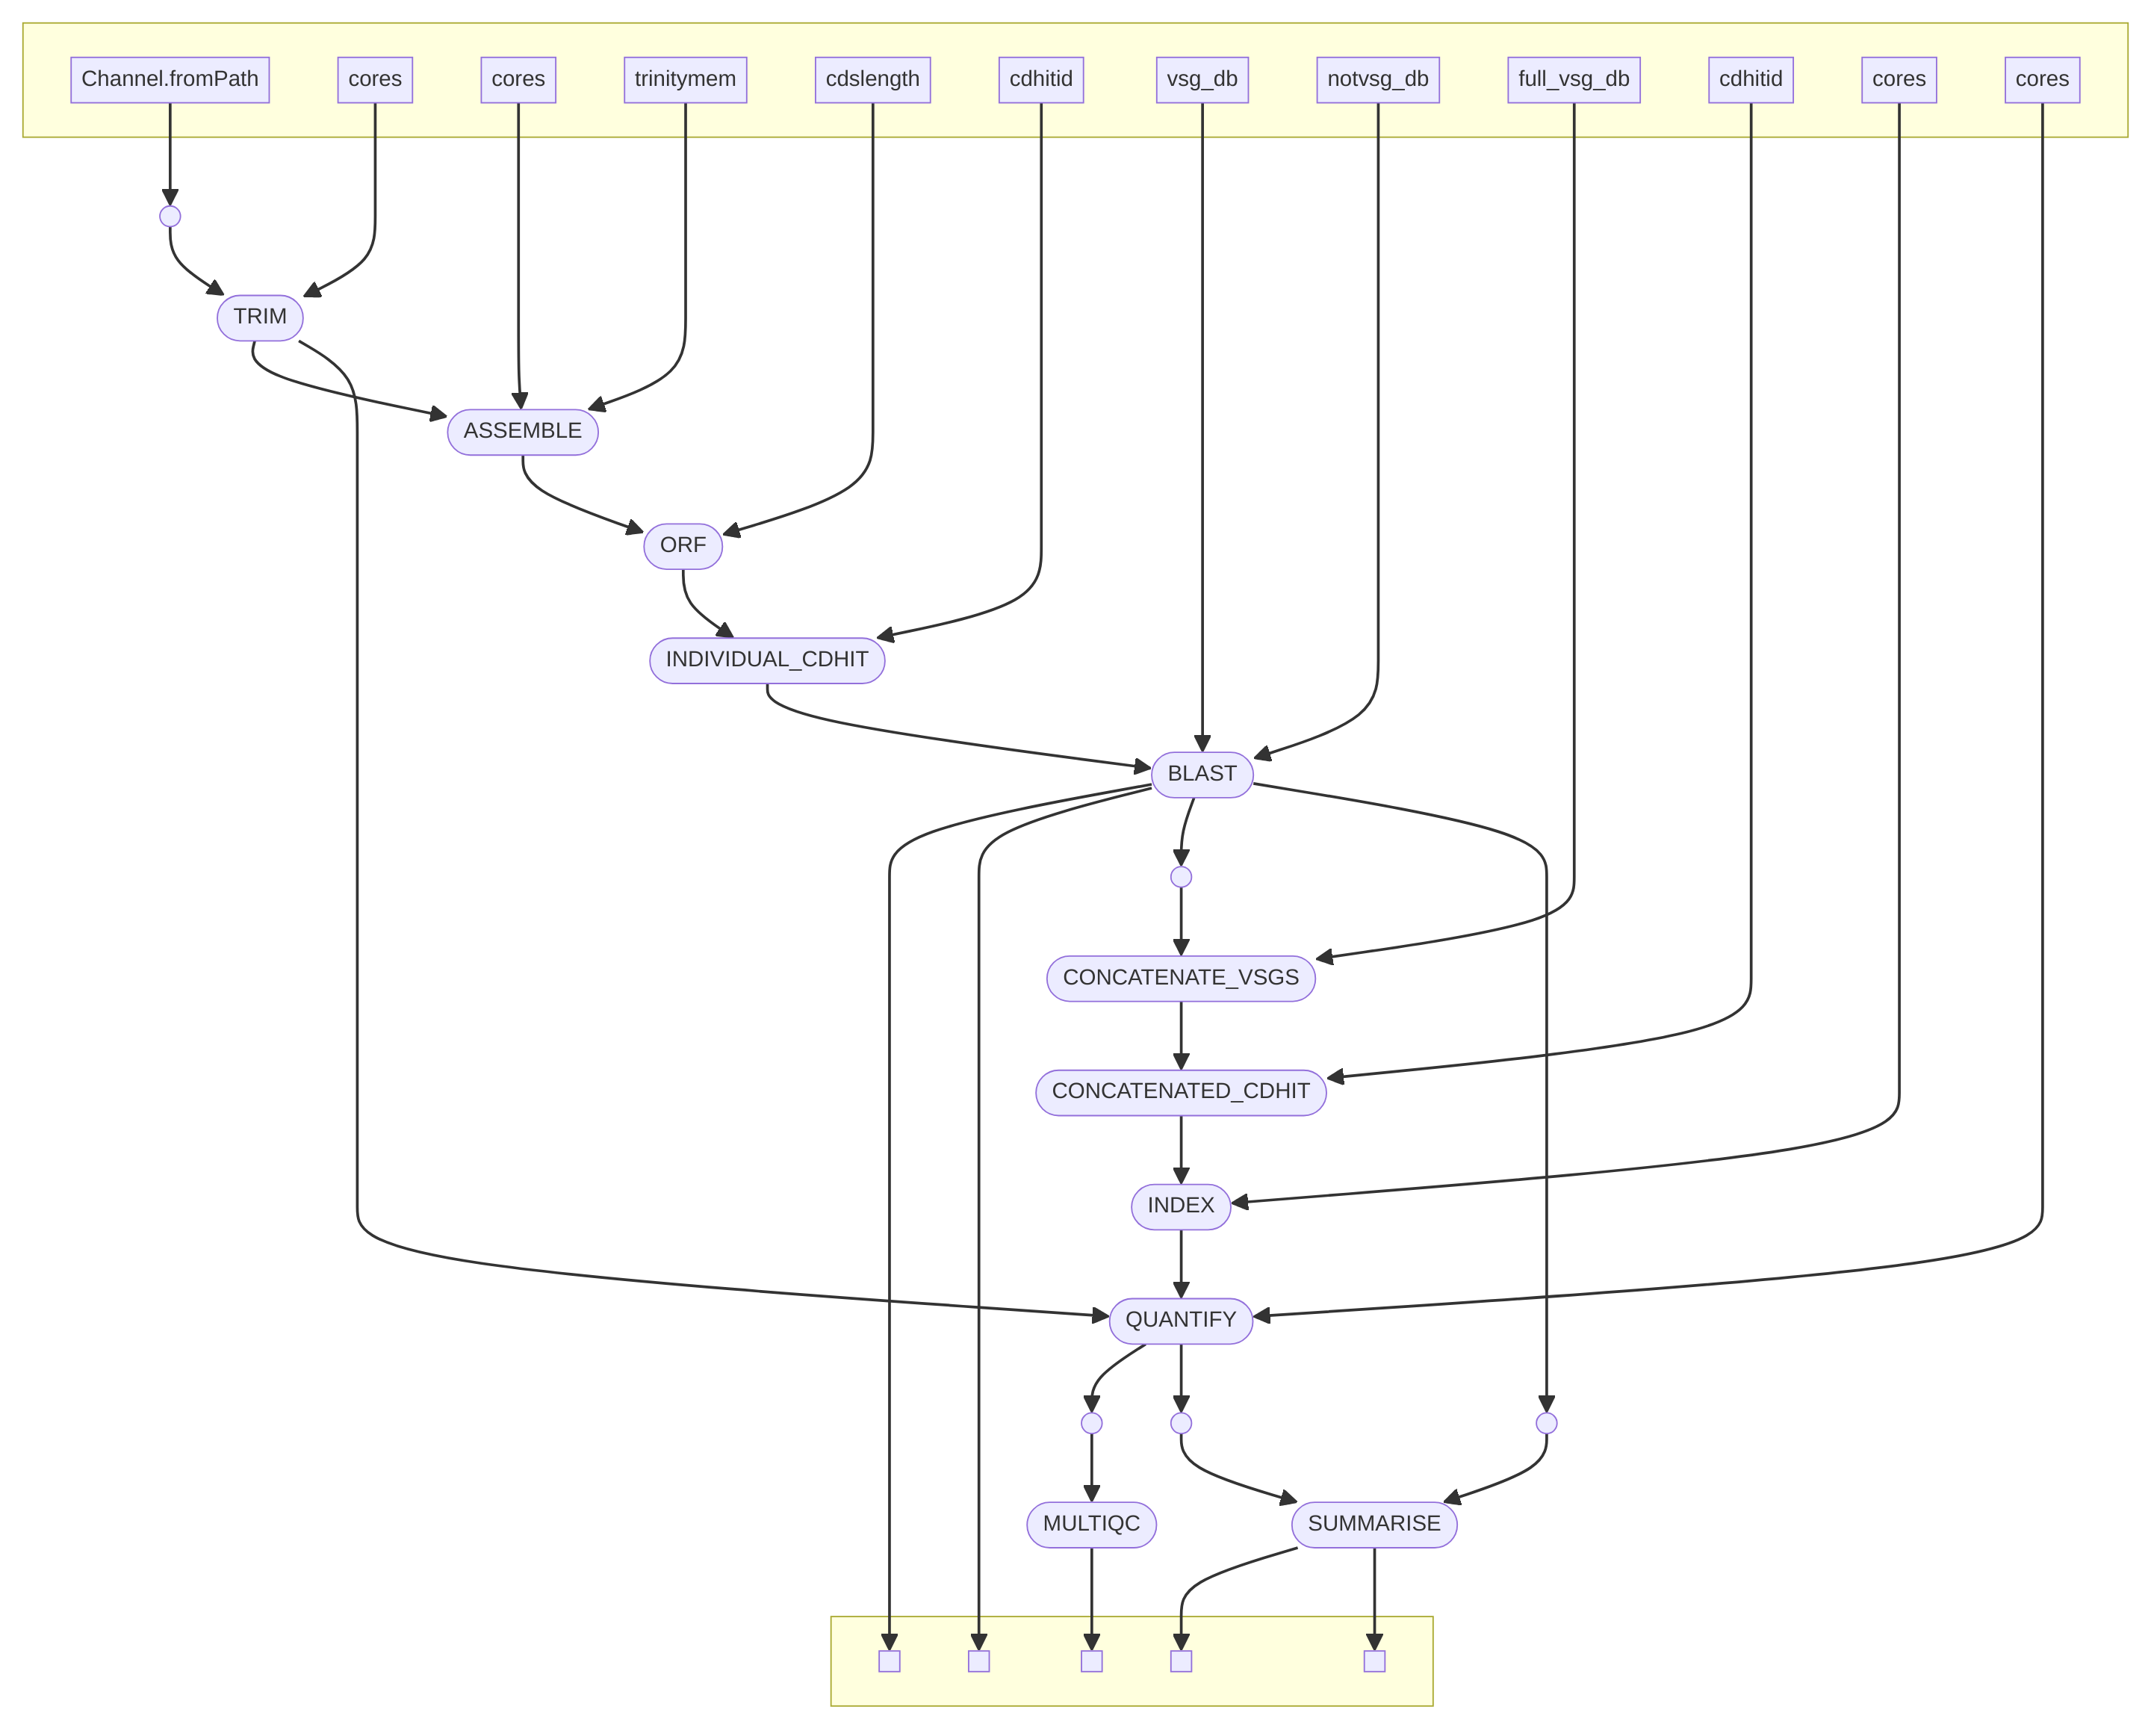 Channel.fromPath
cores
cores
trinitymem
cdslength
cdhitid
vsg_db
notvsg_db
full_vsg_db
cdhitid
cores
cores
TRIM
ASSEMBLE
ORF
INDIVIDUAL_CDHIT
BLAST
CONCATENATE_VSGS
CONCATENATED_CDHIT
INDEX
QUANTIFY
MULTIQC
SUMMARISE